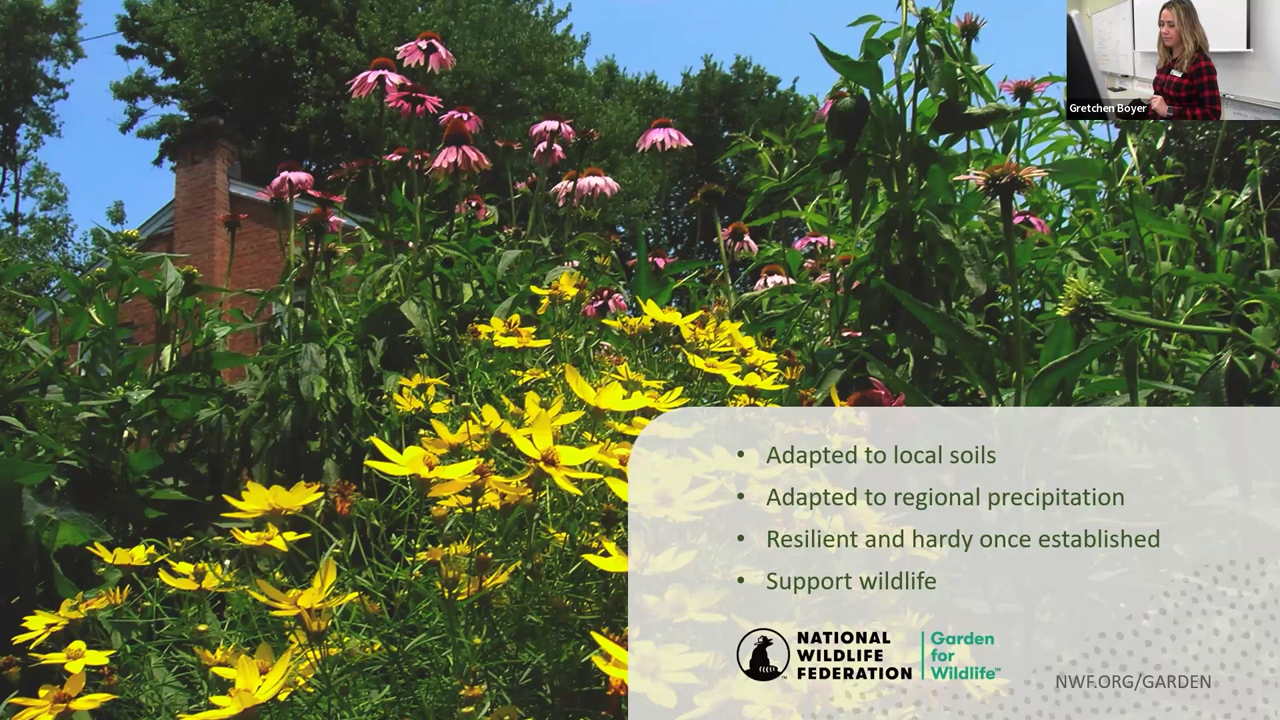 Gretchen Boyer
• Adapted to local soils
• Adapted to regional precipitation
• Resilient and hardy once established
• Support wildlife
NATIONAL
WILDLIFE
FEDERATION
Garden
for
Wildlife™
NWF.ORG/GARDEN